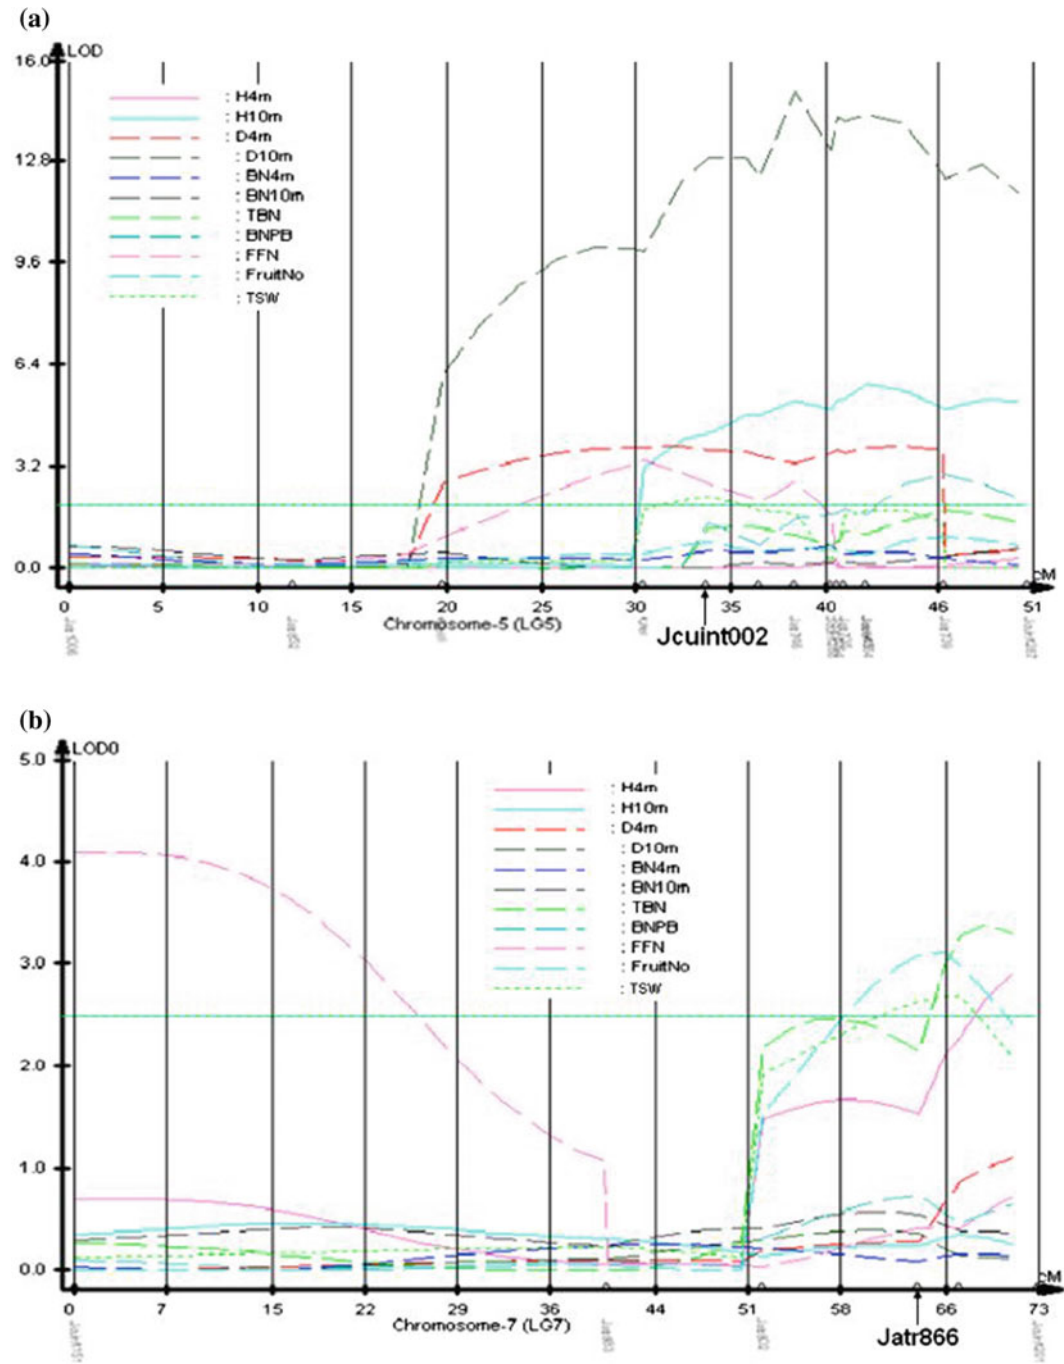 (a)
LOD
16.0
12.8
9.6
6.4
3.2
0.0
: H4m
: H10m
: D4m
: D10m
: BN4m
: BN10m
: TBN
: BNPB
: FFN
: FruitNo
: TSW
cM
0 5 10 15 20 25 30 35 40 46 51
Chromosome-5 (LG5)
Jcuint002
(b)
LOD0
5.0
4.0
3.0
2.0
1.0
0.0
: H4m
: H10m
: D4m
: D10m
: BN4m
: BN10m
: TBN
: BNPB
: FFN
: FruitNo
: TSW
cM
0 7 15 22 29 36 44 51 58 66 73
Chromosome-7 (LG7)
Jatr866